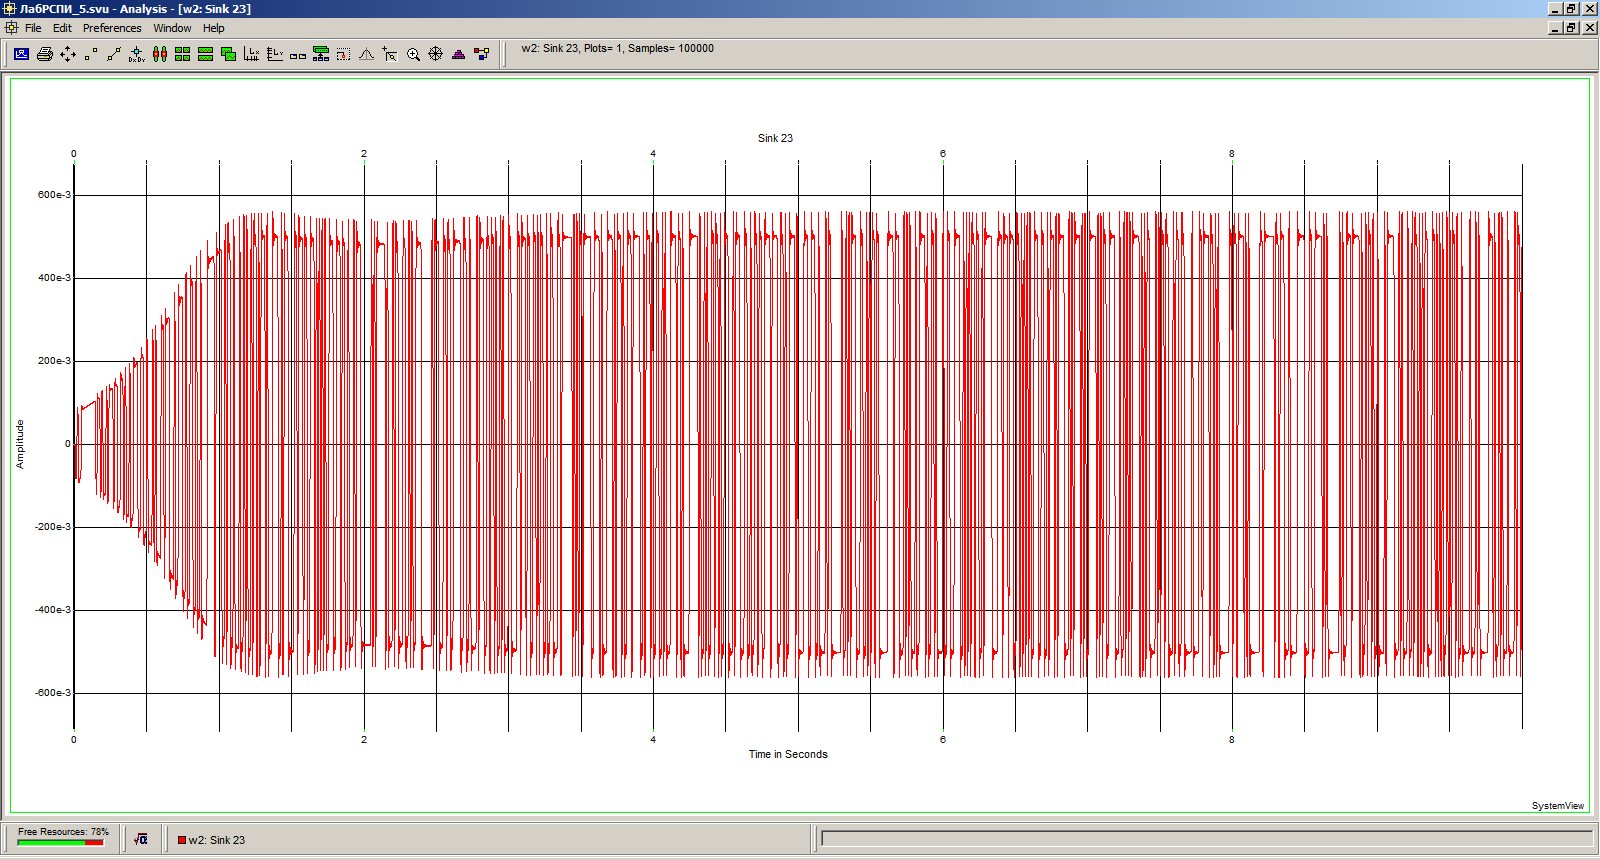 ЛабРСПИ_5.svu - Analysis - [w2: Sink 23]
File Edit Preferences Window Help
w2: Sink 23, Plots= 1, Samples= 100000
Sink 23
0 2 4 6 8
600e-3
400e-3
200e-3
0
-200e-3
-400e-3
-600e-3
Amplitude
0 2 4 6 8
Time in Seconds
SystemView
Free Resources: 78%
w2: Sink 23